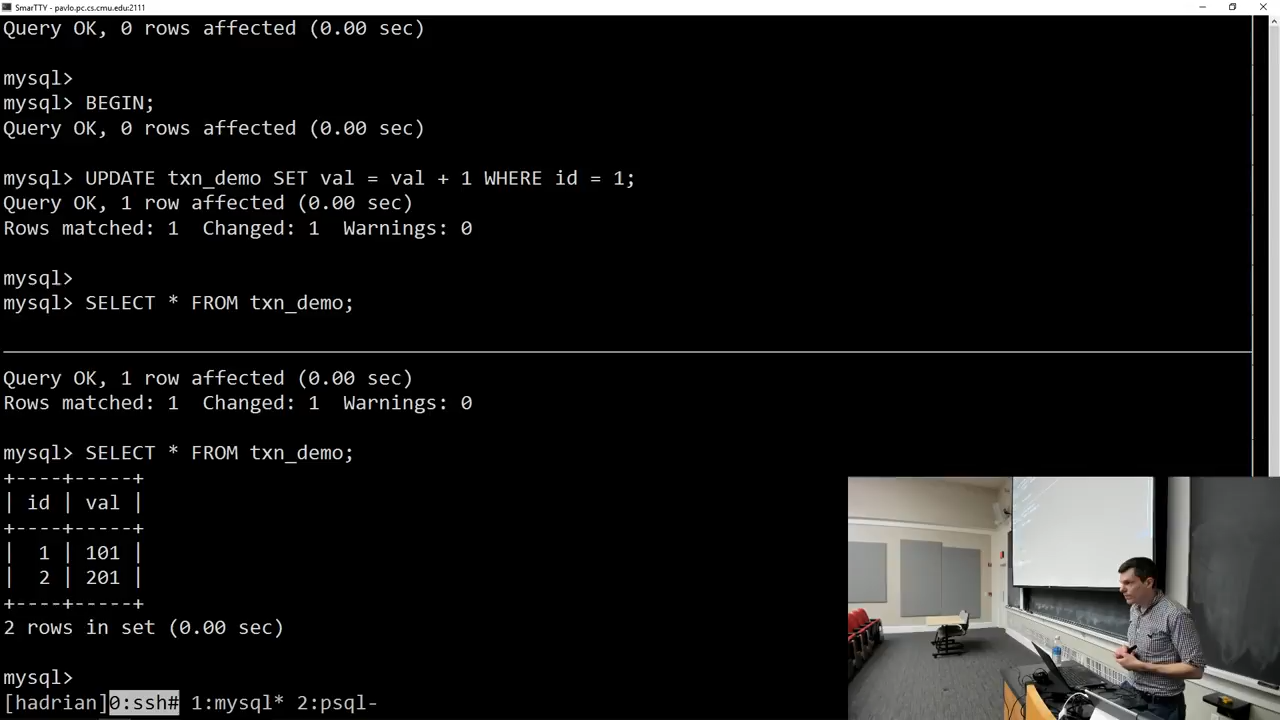 SmarTTY - pavlo.pc.cs.cmu.edu:2111
Query OK, 0 rows affected (0.00 sec)
mysql>
mysql> BEGIN;
Query OK, 0 rows affected (0.00 sec)
mysql> UPDATE txn_demo SET val = val + 1 WHERE id = 1;
Query OK, 1 row affected (0.00 sec)
Rows matched: 1  Changed: 1  Warnings: 0
mysql>
mysql> SELECT * FROM txn_demo;
Query OK, 1 row affected (0.00 sec)
Rows matched: 1  Changed: 1  Warnings: 0
mysql> SELECT * FROM txn_demo;
+----+-----+
| id | val |
+----+-----+
|  1 | 101 |
|  2 | 201 |
+----+-----+
2 rows in set (0.00 sec)
mysql>
[hadrian]0:ssh# 1:mysql* 2:psql-